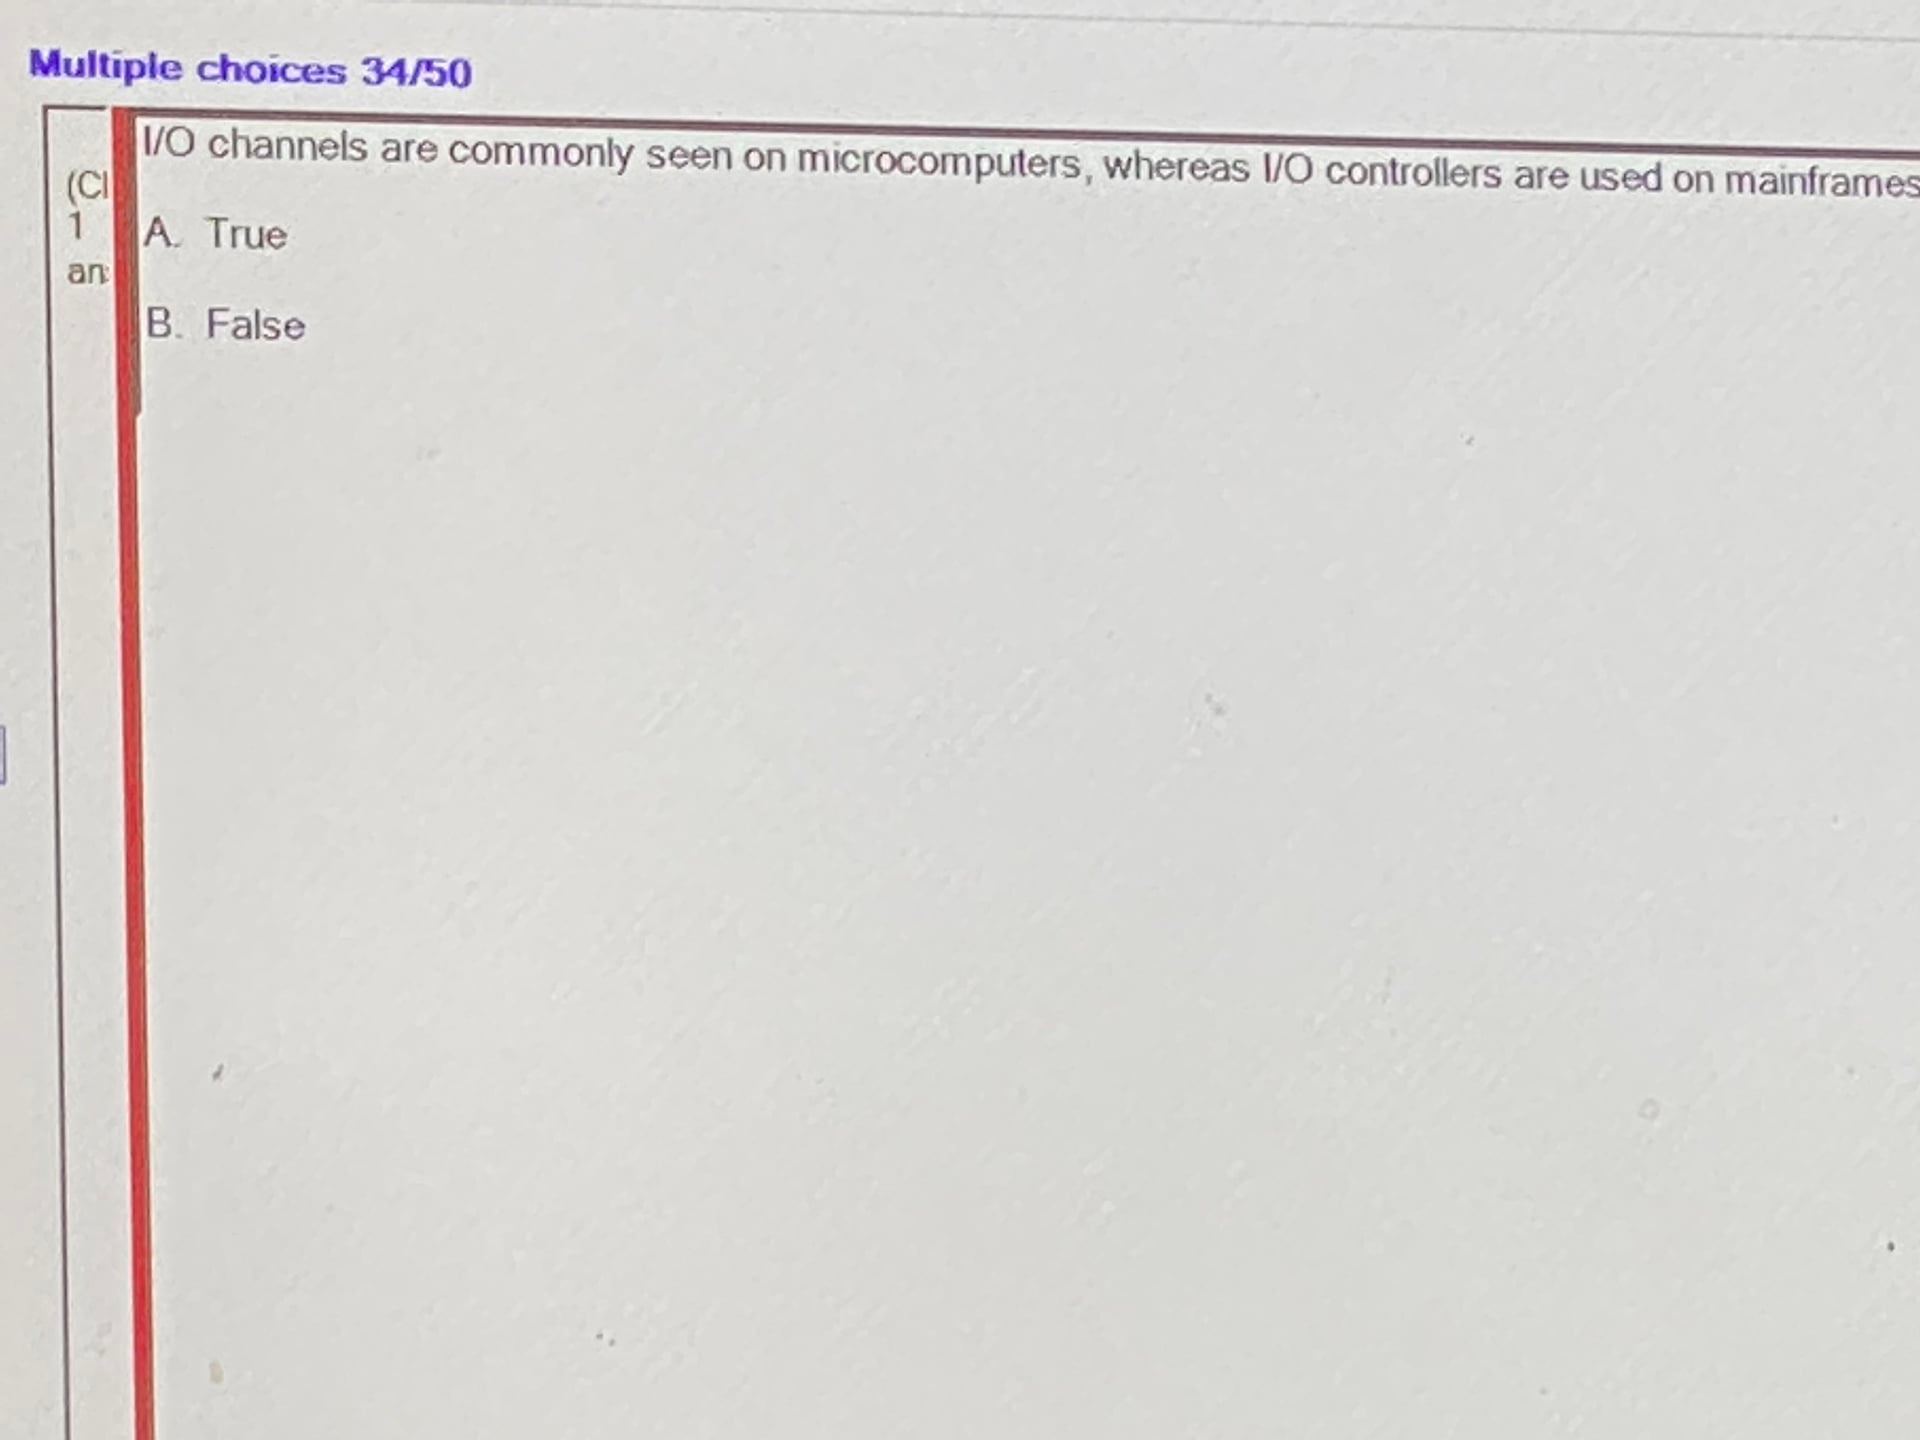 Multiple choices 34/50
I/O channels are commonly seen on microcomputers, whereas I/O controllers are used on mainframes
(Cl
1
an
A. True
B. False